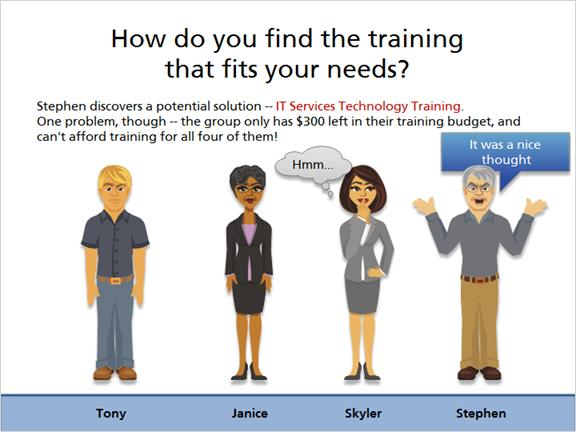 How do you find the training
that fits your needs?
Stephen discovers a potential solution -- IT Services Technology Training.
One problem, though -- the group only has $300 left in their training budget, and
can't afford training for all four of them!
It was a nice
thought
Hmm...
Tony
Janice
Skyler
Stephen